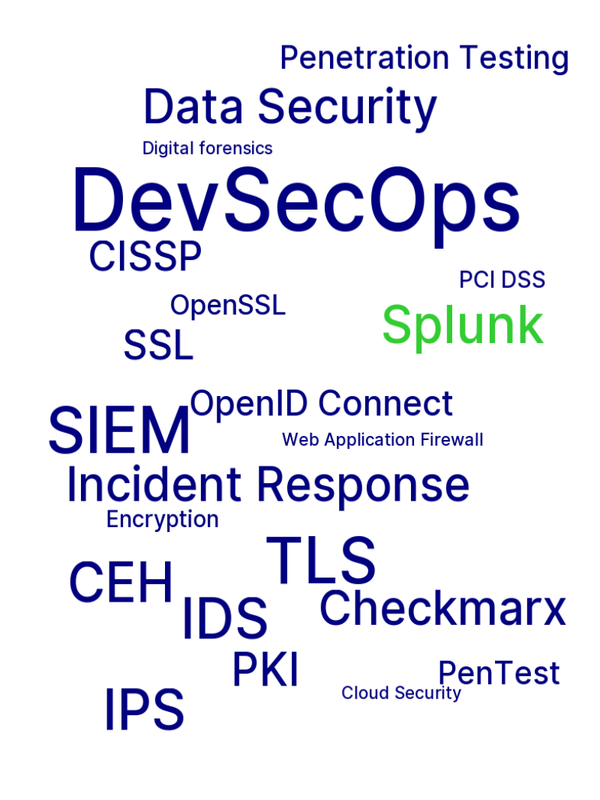 Penetration Testing
Data Security
Digital forensics
DevSecOps
CISSP
PCI DSS
OpenSSL
Splunk
SSL
OpenID Connect
SIEM
Web Application Firewall
Incident Response
Encryption
TLS
CEH
Checkmarx
IDS
PKI
PenTest
Cloud Security
IPS